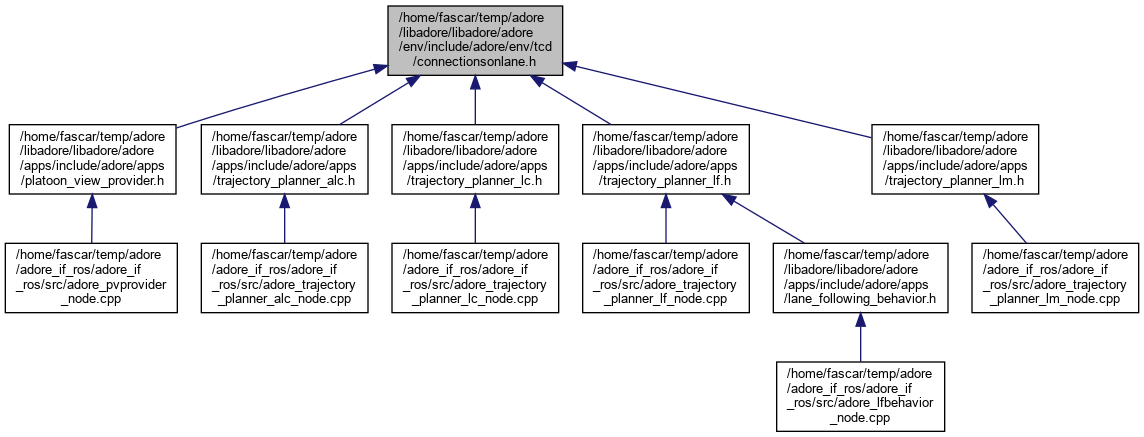 /home/fascar/temp/adore
/libadore/libadore/adore
/env/include/adore/env/tcd
/connectionsonlane.h
/home/fascar/temp/adore
/libadore/libadore/adore
/apps/include/adore/apps
/platoon_view_provider.h
/home/fascar/temp/adore
/libadore/libadore/adore
/apps/include/adore/apps
/trajectory_planner_alc.h
/home/fascar/temp/adore
/libadore/libadore/adore
/apps/include/adore/apps
/trajectory_planner_lc.h
/home/fascar/temp/adore
/libadore/libadore/adore
/apps/include/adore/apps
/trajectory_planner_lf.h
/home/fascar/temp/adore
/libadore/libadore/adore
/apps/include/adore/apps
/trajectory_planner_lm.h
/home/fascar/temp/adore
/adore_if_ros/adore_if
_ros/src/adore_pvprovider
_node.cpp
/home/fascar/temp/adore
/adore_if_ros/adore_if
_ros/src/adore_trajectory
_planner_alc_node.cpp
/home/fascar/temp/adore
/adore_if_ros/adore_if
_ros/src/adore_trajectory
_planner_lc_node.cpp
/home/fascar/temp/adore
/adore_if_ros/adore_if
_ros/src/adore_trajectory
_planner_lf_node.cpp
/home/fascar/temp/adore
/libadore/libadore/adore
/apps/include/adore/apps
/lane_following_behavior.h
/home/fascar/temp/adore
/adore_if_ros/adore_if
_ros/src/adore_trajectory
_planner_lm_node.cpp
/home/fascar/temp/adore
/adore_if_ros/adore_if
_ros/src/adore_lfbehavior
_node.cpp